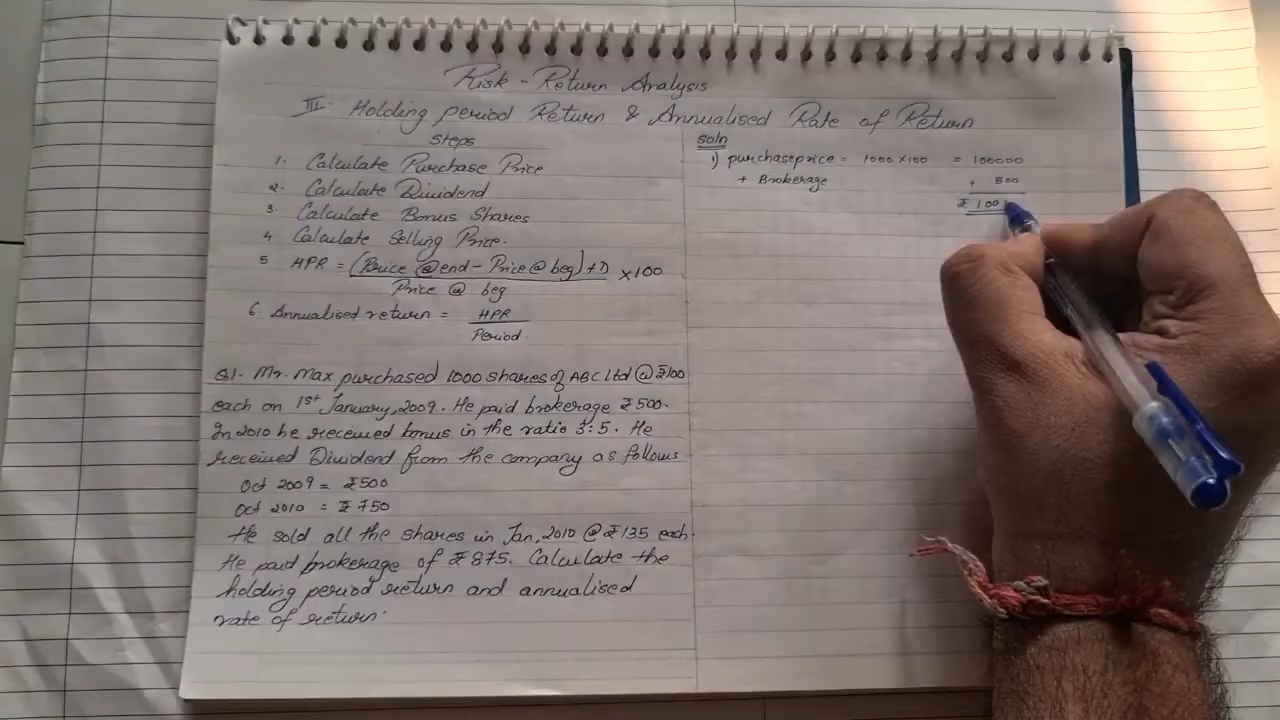 Risk - Return Analysis
III. Holding period Return & Annualised Rate of Return
Steps
1. Calculate Purchase Price
2. Calculate Dividend
3. Calculate Bonus Shares
4. Calculate Selling Price.
5. HPR = (Price @ end - Price @ beg) + D × 100
Price @ beg
6. Annualised return = HPR
Period.
Q1. Mr. Max purchased 1000 shares of ABC Ltd @ ₹100
each on 1st January, 2009. He paid brokerage ₹500.
In 2010 he received bonus in the ratio 3:5. He
received Dividend from the company as follows
Oct 2009 = ₹500
Oct 2010 = ₹750
He sold all the shares in Jan, 2010 @ ₹135 each.
He paid brokerage of ₹875. Calculate the
holding period return and annualised
rate of return.
Soln
1) purchase price = 1000 × 100 = 100000
+ Brokerage + 500
₹ 100